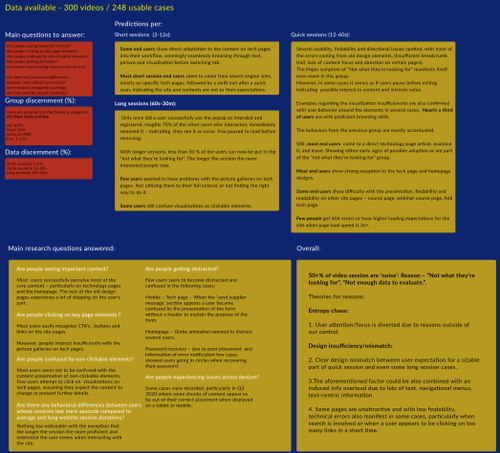 Data available - 300 videos / 248 usable cases
Predictions per:
Main questions to answer:
Group discernment (%):
Data discernment (%):
Short sessions (2-12s):
Some end users show direct adaptation to the content on tech pages
into their workflow, seemingly seamlessly browsing through text,
picture and visualization before switching tabs.
Most short session end users seem to come from search engine sites,
mostly on specific tech pages, followed by a swift exit after a quick
search, indicating the site and contents are not to their expectations.
Long sessions (60s-30m):
Only once did a user successfully use the popup as intended and
registered, roughly 70% of the other users who interacted, immediately
removed it – indicating they see it as noise. Few paused to read before
removing.
With longer sessions, less than 50 % of the users can now be put in the
"not what they're looking for". The longer the session the more
interested people stay.
Few users seemed to have problems with the picture galleries on tech
pages. Not utilizing them to their full extend, or not finding the right
way to do it.
Some users still confuse visualizations as clickable elements.
Quick sessions (12-60s):
Several usability, findability and directional issues spotted, with most of
the errors coming from old design elements. (insufficient breadcrumb
trail, lack of content focus and detention on certain pages).
The Major symptom of "Not what they're looking for" manifests itself
even more in this group.
However, in some cases it seems as if users pause before exiting
indicating possible interest in content and intrinsic value.
Examples regarding the visualization insufficiencies are also confirmed
with user behavior around the elements in several cases. Nearly a third
of users are with proficient browsing skills.
The behaviors from the previous group are mostly accentuated.
Still, most end users came to a direct technology page article, examine
it, and leave. Showing either early signs of possible adoption or are part
of the "not what they're looking for" group.
Most end users show strong reception to the tech page and homepage
designs.
Some end users show difficulty with the presentation, findability and
readability on other site pages – course page, webinar course page, find
tech page.
Few people get 404 errors or have higher loading expectations for the
site when page load speed is 3s+.
Main research questions answered:
Are people seeing important content?
Most users successfully perceive most of the core
content – particularly on technology
pages and the homepage. The rest of the old design
pages experience a lot of skipping on the user's
part.
Are people clicking on key page elements ?
Most users easily recognize CTA's , buttons and
links on the site pages.
However, people interact insufficiently with the
picture galleries on tech pages.
Are people confused by non-clickable elements?
Most users seem not to be confused with the
content presentation of non-clickable elements
Few users attempt to click on visualizations on
tech pages, assuming they expect the content to
change or present further details.
Are there any behavioral differences between users
whose sessions last mere seconds compared to
average and long website session durations?
Nothing too noticeable with the exception that the
longer the session the more proficient and
interested the user seems when interacting with
the site.
Are people getting distracted?
Few users seem to become distracted and
confused in the following cases:
Mobile – Tech page – When the 'send supplier
message' section appears a few users become
confused by the presentation of the form
without a header to explain the purpose of the
form.
Homepage – Globe animation seemed to distract
several users.
Password recovery – due to poor placement and
information of error notification few cases
showed users going in circles when recovering
their password.
Are people experiencing issues across devices?
Some cases were recorded, particularly in Q3
2020 where some chunks of content appear to
be out of their correct placement when displayed
on a tablet or mobile.
Overall:
50+% of video session are 'noise': Reason – "Not what we're
looking for", "Not enough data to evaluate.".
Theories for reasons:
Entropy chaos:
1. User attention/focus is diverted due to reasons outside of
our control.
Design insufficiency/mismatch:
2. Clear design mismatch between user expectation for a sizable
part of quick session and even some long session cases.
3.The aforementioned factor could be also combined with an
induced info overload due to lots of text, navigational menus,
text-centric information.
4. Some pages are unattractive and with low findability,
technical errors also manifest in some cases, particularly when
search is involved or when a user appears to be clicking on too
many links in a short time.